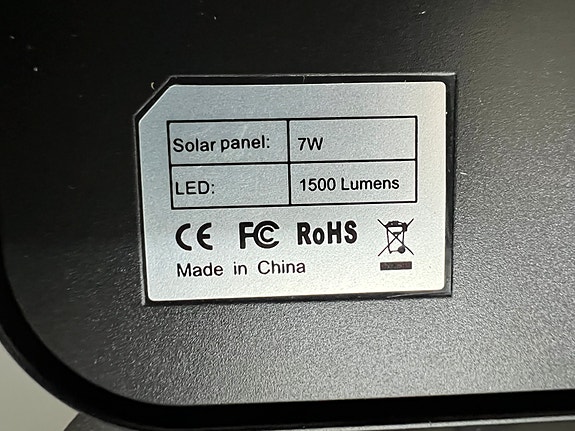 Solar panel: 7W
LED: 1500 Lumens
CE FC RoHS
Made in China